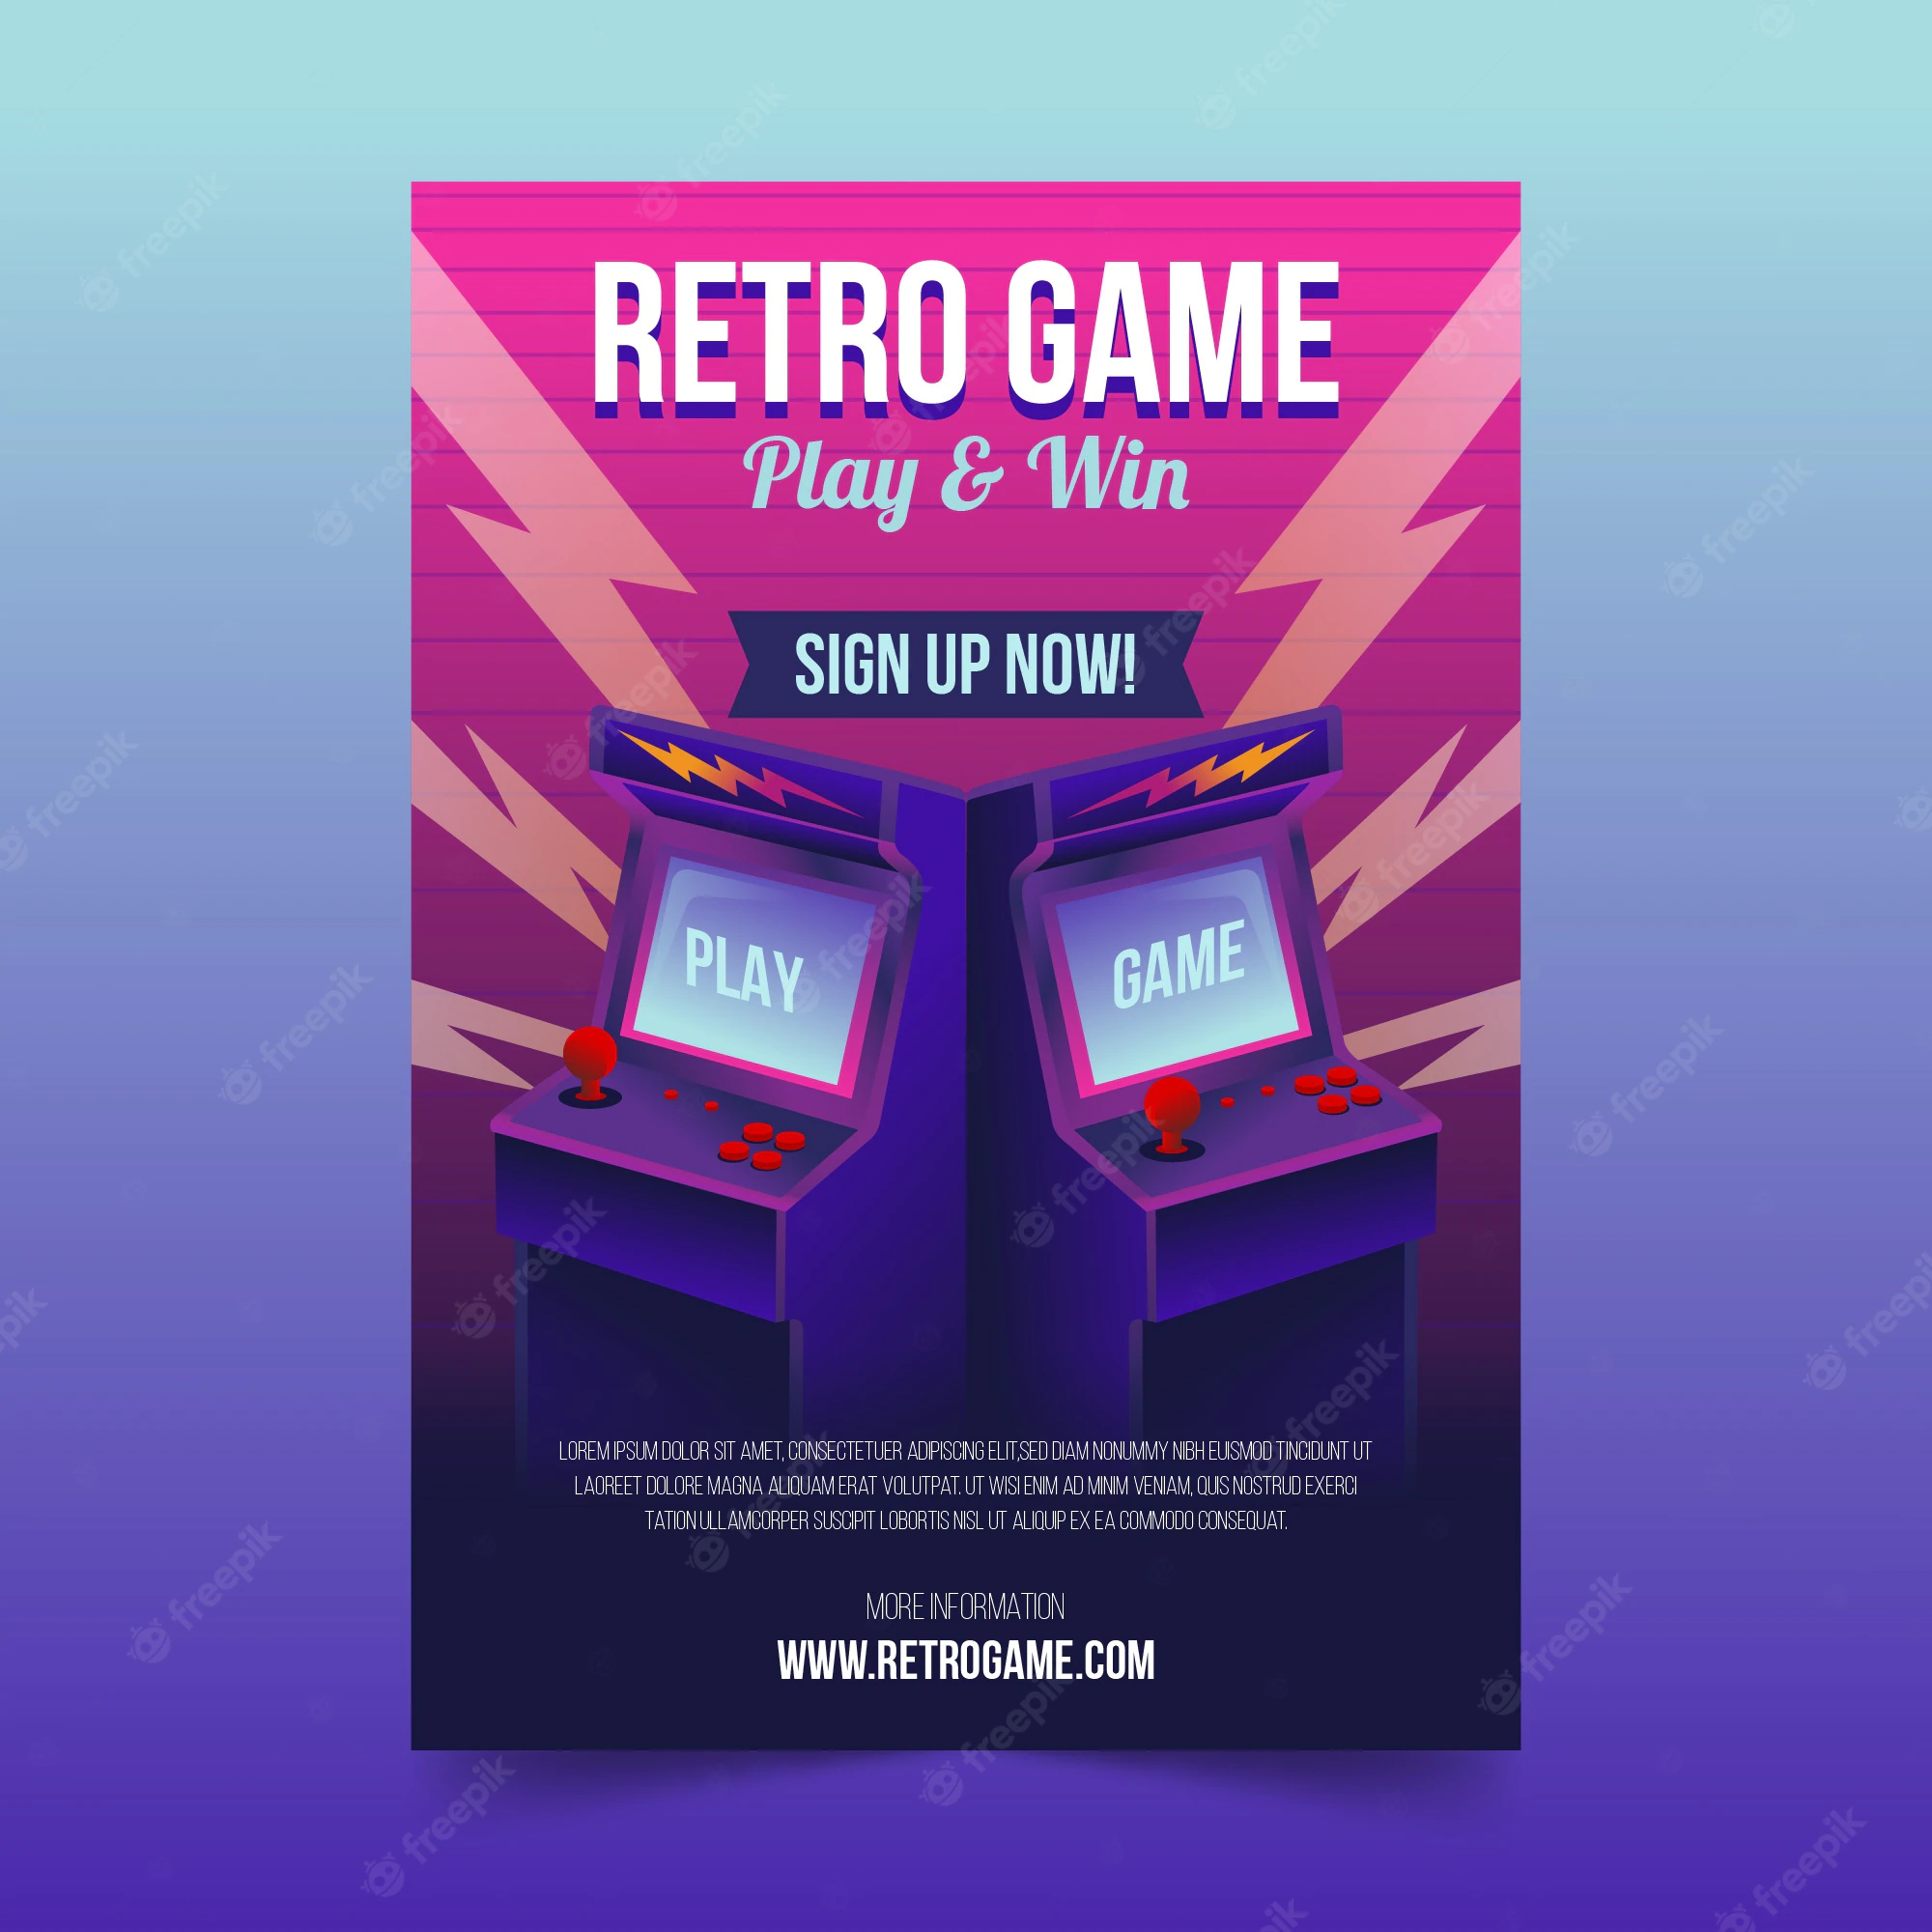 RETRO GAME
Play & Win
SIGN UP NOW!
PLAY
GAME
LOREM IPSUM DOLOR SIT AMET, CONSECTETUER ADIPISCING ELIT,SED DIAM NONUMMY NIBH EUISMOD TINCIDUNT UT
LAOREET DOLORE MAGNA ALIQUAM ERAT VOLUTPAT. UT WISI ENIM AD MINIM VENIAM, QUIS NOSTRUD EXERCI
TATION ULLAMCORPER SUSCIPIT LOBORTIS NISL UT ALIQUIP EX EA COMMODO CONSEQUAT.
MORE INFORMATION
WWW.RETROGAME.COM
freepik